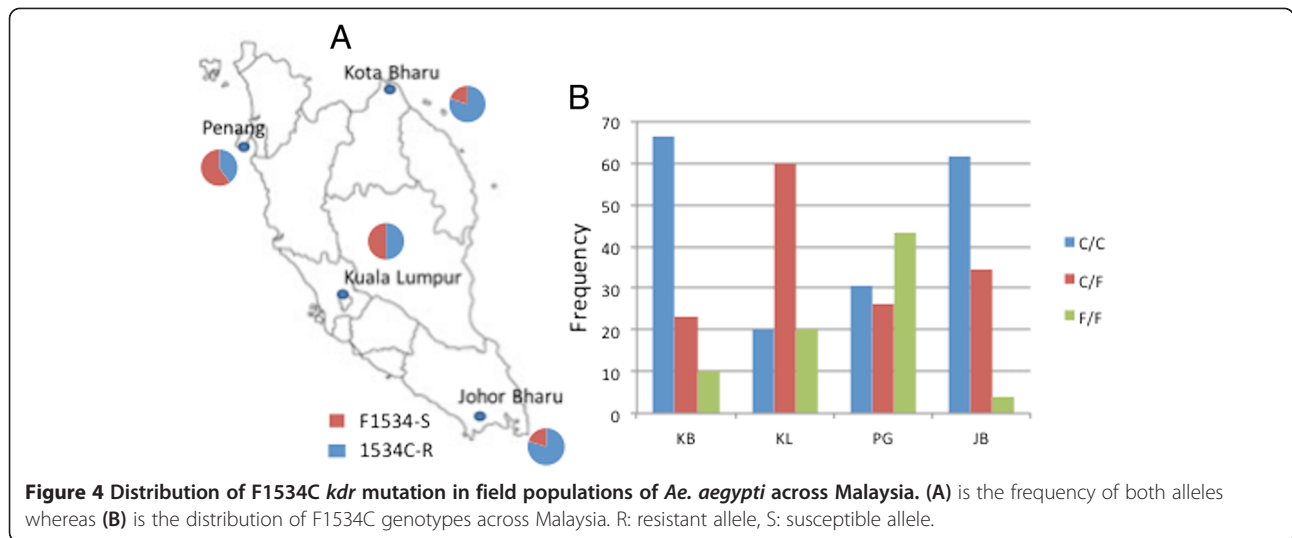 A
Kota Bharu
Penang
Kuala Lumpur
Johor Bharu
F1534-S
1534C-R
B
Frequency
70
60
50
40
30
20
10
0
KB KL PG JB
C/C
C/F
F/F
Figure 4 Distribution of F1534C kdr mutation in field populations of Ae. aegypti across Malaysia. (A) is the frequency of both alleles
whereas (B) is the distribution of F1534C genotypes across Malaysia. R: resistant allele, S: susceptible allele.